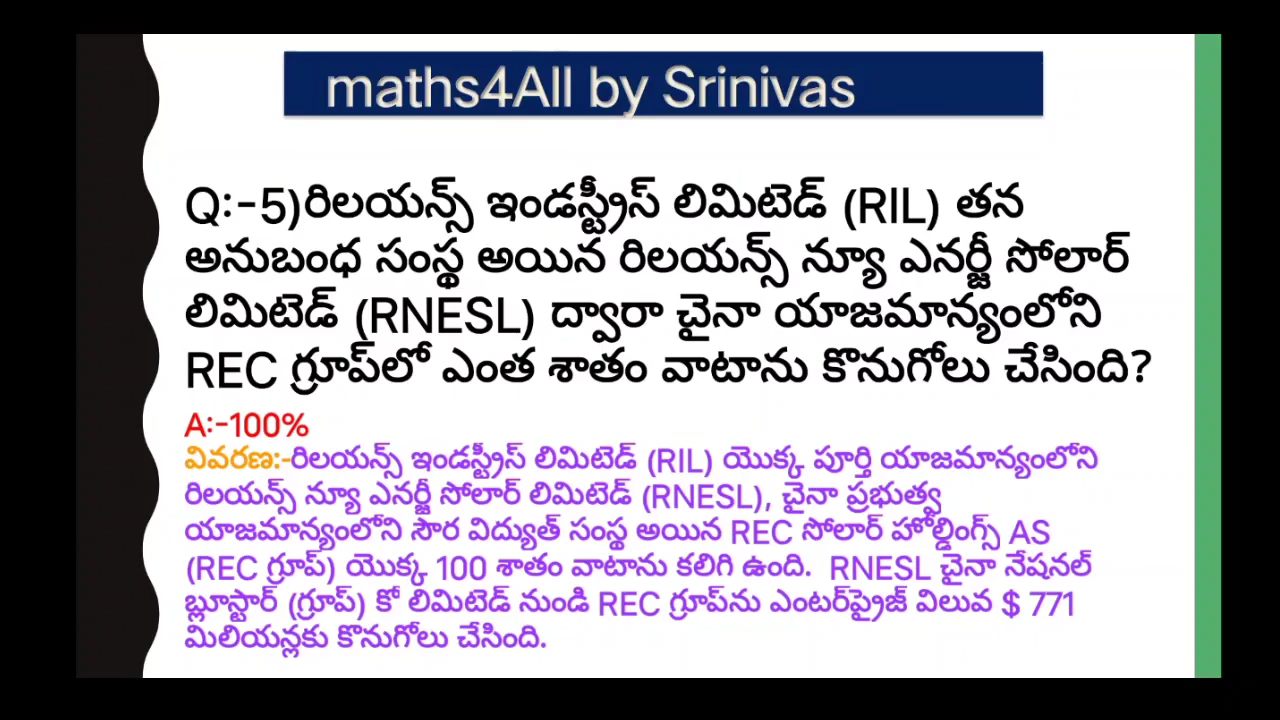 maths4All by Srinivas
Q:-5)రిలయన్స్ ఇండస్ట్రీస్ లిమిటెడ్ (RIL) తన
అనుబంధ సంస్థ అయిన రిలయన్స్ న్యూ ఎనర్జీ సోలార్
లిమిటెడ్ (RNESL) ద్వారా చైనా యాజమాన్యంలోని
REC గ్రూప్‌లో ఎంత శాతం వాటాను కొనుగోలు చేసింది?
A:-100%
వివరణ:-రిలయన్స్ ఇండస్ట్రీస్ లిమిటెడ్ (RIL) యొక్క పూర్తి యాజమాన్యంలోని
రిలయన్స్ న్యూ ఎనర్జీ సోలార్ లిమిటెడ్ (RNESL), చైనా ప్రభుత్వ
యాజమాన్యంలోని సౌర విద్యుత్ సంస్థ అయిన REC సోలార్ హోల్డింగ్స్ AS
(REC గ్రూప్) యొక్క 100 శాతం వాటాను కలిగి ఉంది. RNESL చైనా నేషనల్
బ్లూస్టార్ (గ్రూప్) కో లిమిటెడ్ నుండి REC గ్రూప్‌ను ఎంటర్‌ప్రైజ్ విలువ $ 771
మిలియన్లకు కొనుగోలు చేసింది.